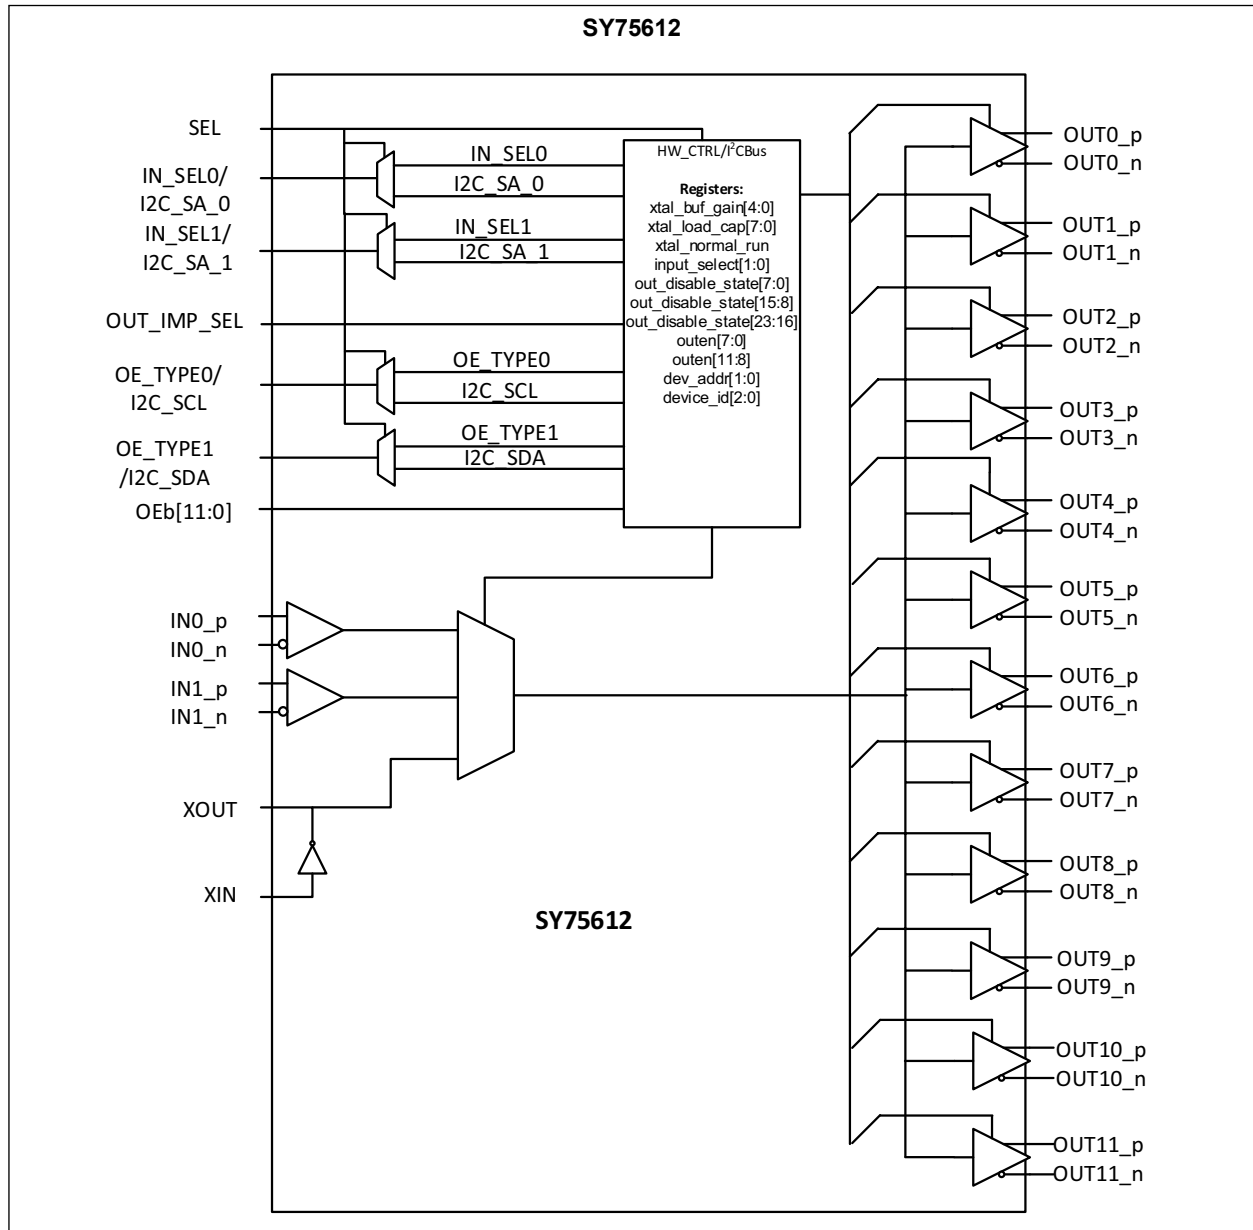 SY75612
SEL
IN_SEL0/
I2C_SA_0
IN_SEL1/
I2C_SA_1
OUT_IMP_SEL
OE_TYPE0/
I2C_SCL
OE_TYPE1
/I2C_SDA
OEb[11:0]
IN0_p
IN0_n
IN1_p
IN1_n
XOUT
XIN
IN_SEL0
I2C_SA_0
IN_SEL1
I2C_SA_1
OE_TYPE0
I2C_SCL
OE_TYPE1
I2C_SDA
HW_CTRL/I²CBus
Registers:
xtal_buf_gain[4:0]
xtal_load_cap[7:0]
xtal_normal_run
input_select[1:0]
out_disable_state[7:0]
out_disable_state[15:8]
out_disable_state[23:16]
outen[7:0]
outen[11:8]
dev_addr[1:0]
device_id[2:0]
SY75612
OUT0_p
OUT0_n
OUT1_p
OUT1_n
OUT2_p
OUT2_n
OUT3_p
OUT3_n
OUT4_p
OUT4_n
OUT5_p
OUT5_n
OUT6_p
OUT6_n
OUT7_p
OUT7_n
OUT8_p
OUT8_n
OUT9_p
OUT9_n
OUT10_p
OUT10_n
OUT11_p
OUT11_n